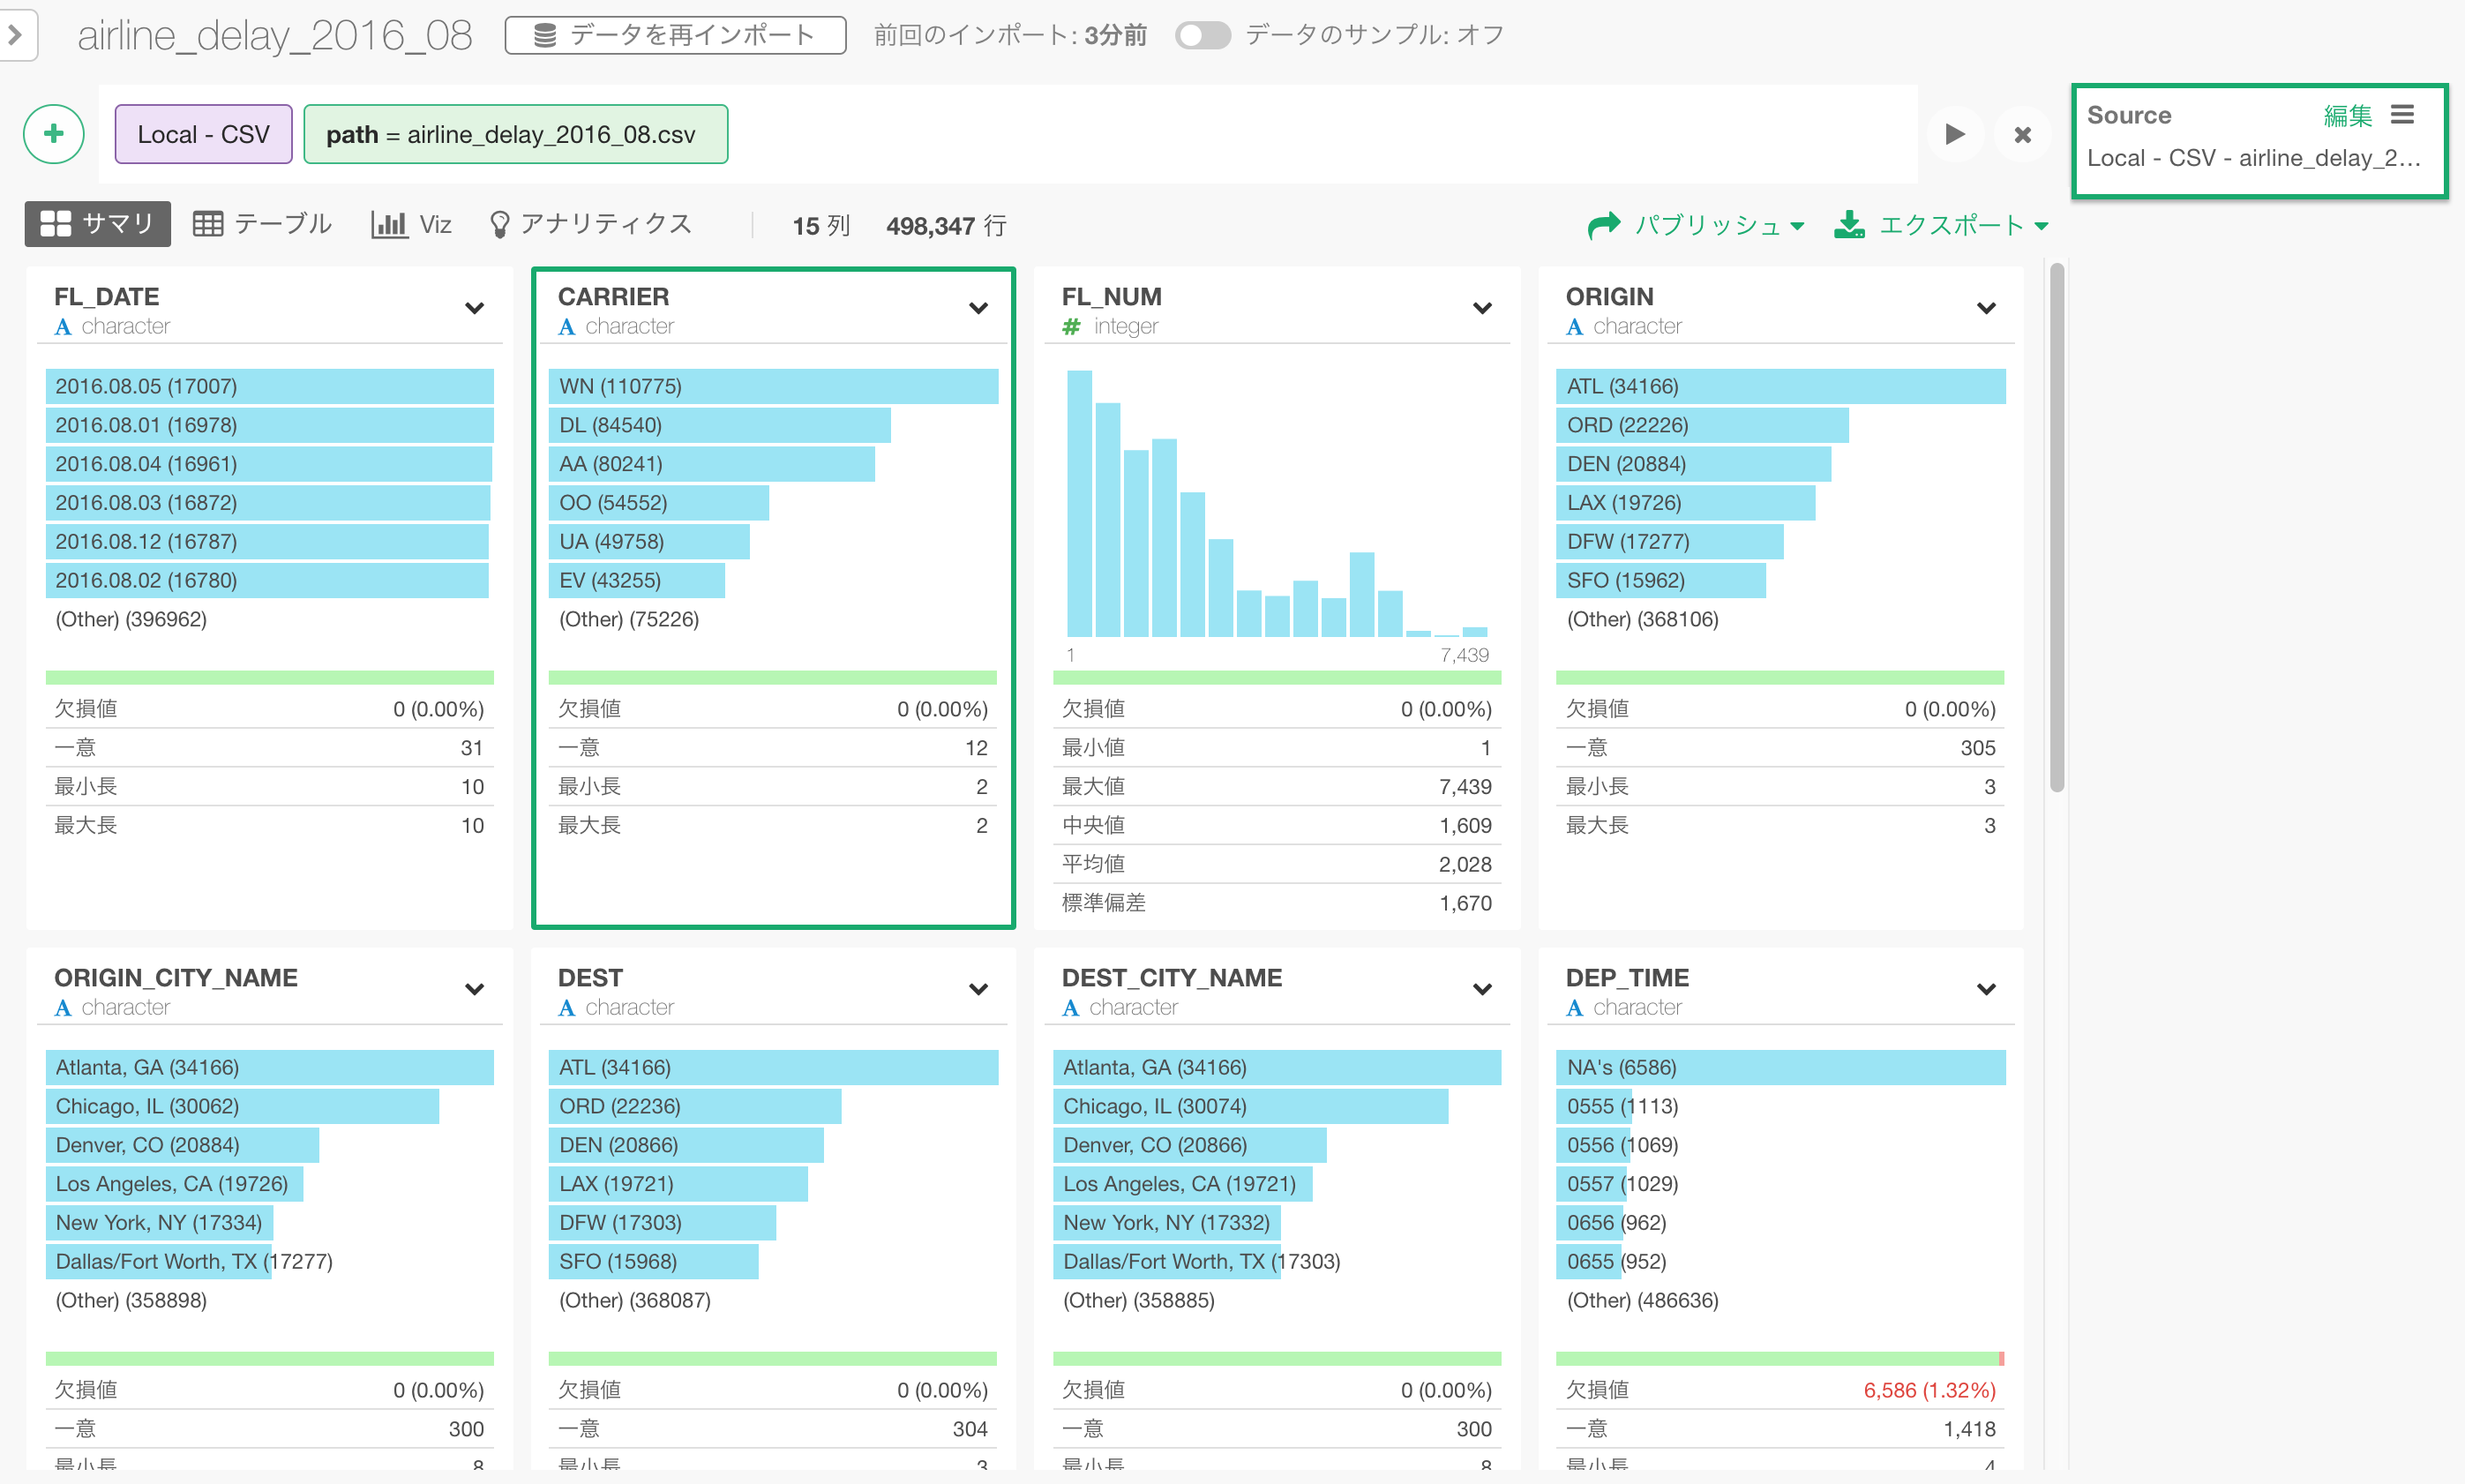 airline_delay_2016_08
データを再インポート
前回のインポート: 3分前
データのサンプル: オフ
Local - CSV
path = airline_delay_2016_08.csv
Source
編集
Local - CSV - airline_delay_2...
サマリ
テーブル
Viz
アナリティクス
15 列
498,347 行
パブリッシュ
エクスポート
FL_DATE
A character
2016.08.05 (17007)
2016.08.01 (16978)
2016.08.04 (16961)
2016.08.03 (16872)
2016.08.12 (16787)
2016.08.02 (16780)
(Other) (396962)
欠損値 0 (0.00%)
一意 31
最小長 10
最大長 10
CARRIER
A character
WN (110775)
DL (84540)
AA (80241)
OO (54552)
UA (49758)
EV (43255)
(Other) (75226)
欠損値 0 (0.00%)
一意 12
最小長 2
最大長 2
FL_NUM
# integer
1 7,439
欠損値 0 (0.00%)
最小値 1
最大値 7,439
中央値 1,609
平均値 2,028
標準偏差 1,670
ORIGIN
A character
ATL (34166)
ORD (22226)
DEN (20884)
LAX (19726)
DFW (17277)
SFO (15962)
(Other) (368106)
欠損値 0 (0.00%)
一意 305
最小長 3
最大長 3
ORIGIN_CITY_NAME
A character
Atlanta, GA (34166)
Chicago, IL (30062)
Denver, CO (20884)
Los Angeles, CA (19726)
New York, NY (17334)
Dallas/Fort Worth, TX (17277)
(Other) (358898)
欠損値 0 (0.00%)
一意 300
最小長 8
DEST
A character
ATL (34166)
ORD (22236)
DEN (20866)
LAX (19721)
DFW (17303)
SFO (15968)
(Other) (368087)
欠損値 0 (0.00%)
一意 304
最小長 3
DEST_CITY_NAME
A character
Atlanta, GA (34166)
Chicago, IL (30074)
Denver, CO (20866)
Los Angeles, CA (19721)
New York, NY (17332)
Dallas/Fort Worth, TX (17303)
(Other) (358885)
欠損値 0 (0.00%)
一意 300
最小長 8
DEP_TIME
A character
NA's (6586)
0555 (1113)
0556 (1069)
0557 (1029)
0656 (962)
0655 (952)
(Other) (486636)
欠損値 6,586 (1.32%)
一意 1,418
最小長 4